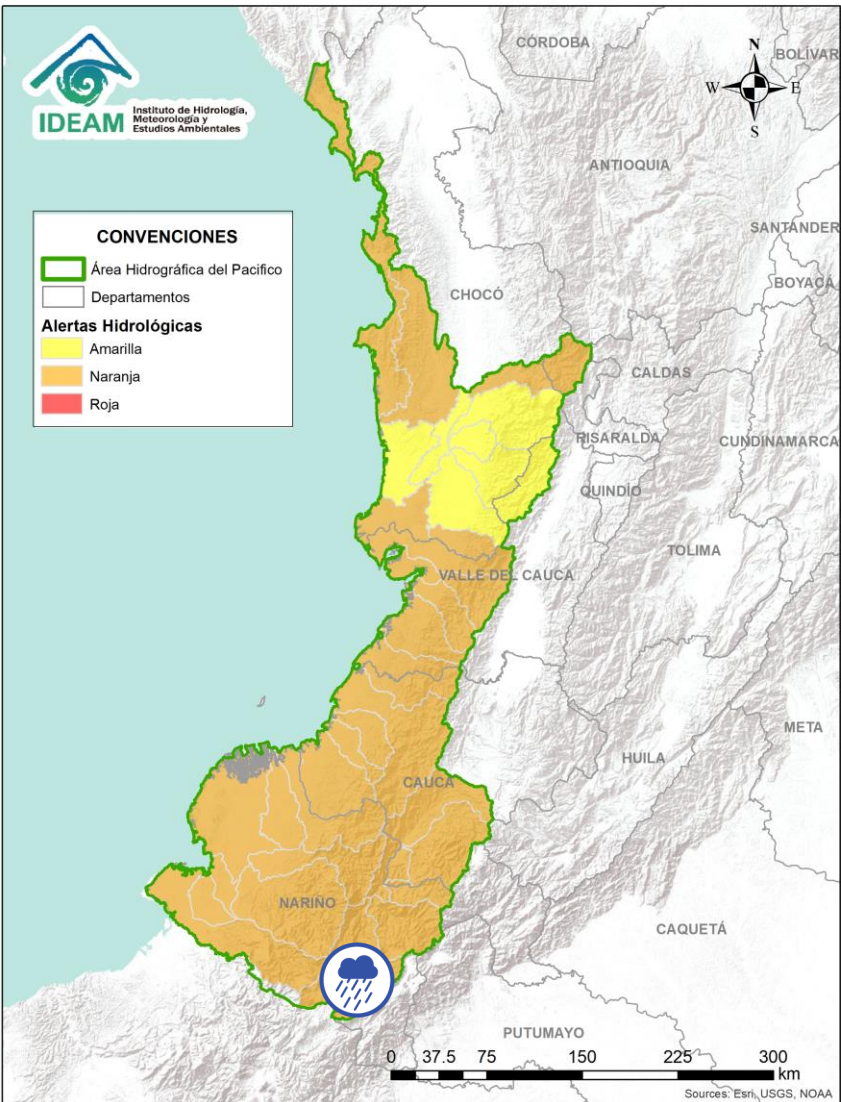 IDEAM
Instituto de Hidrología,
Meteorología y
Estudios Ambientales
N
W
E
S
CONVENCIONES
Área Hidrográfica del Pacifico
Departamentos
Alertas Hidrológicas
Amarilla
Naranja
Roja
CÓRDOBA
BOLÍVAR
ANTIOQUIA
SANTANDER
BOYACÁ
CHOCÓ
CALDAS
RISARALDA
CUNDINAMARCA
QUINDÍO
TOLIMA
VALLE DEL CAUCA
META
HUILA
CAUCA
NARIÑO
CAQUETÁ
PUTUMAYO
0 37.5 75 150 225 300
km
Sources: Esri, USGS, NOAA